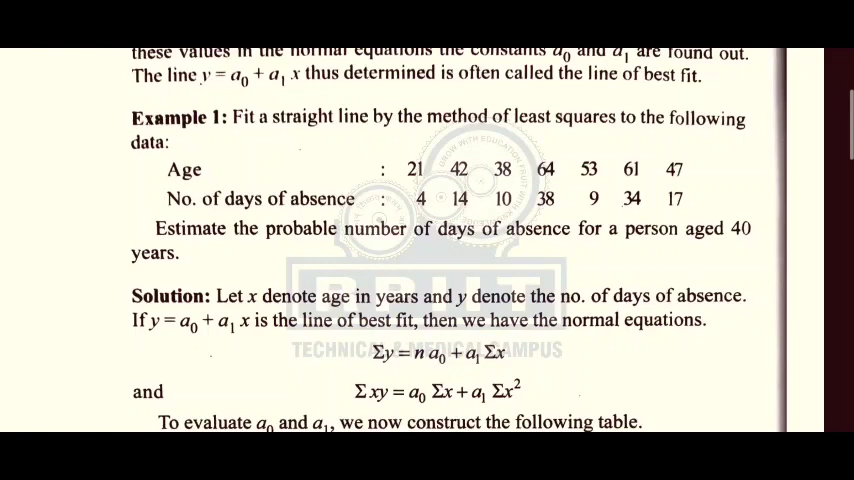 these values in the normal equations the constants a₀ and a₁ are found out.
The line y = a₀ + a₁ x thus determined is often called the line of best fit.
Example 1: Fit a straight line by the method of least squares to the following
data:
Age : 21 42 38 64 53 61 47
No. of days of absence : 4 14 10 38 9 34 17
Estimate the probable number of days of absence for a person aged 40
years.
Solution: Let x denote age in years and y denote the no. of days of absence.
If y = a₀ + a₁ x is the line of best fit, then we have the normal equations.
TECHNICAL & MEDICAL CAMPUS
Σy = n a₀ + a₁ Σx
and Σxy = a₀ Σx + a₁ Σx²
To evaluate a₀ and a₁, we now construct the following table.